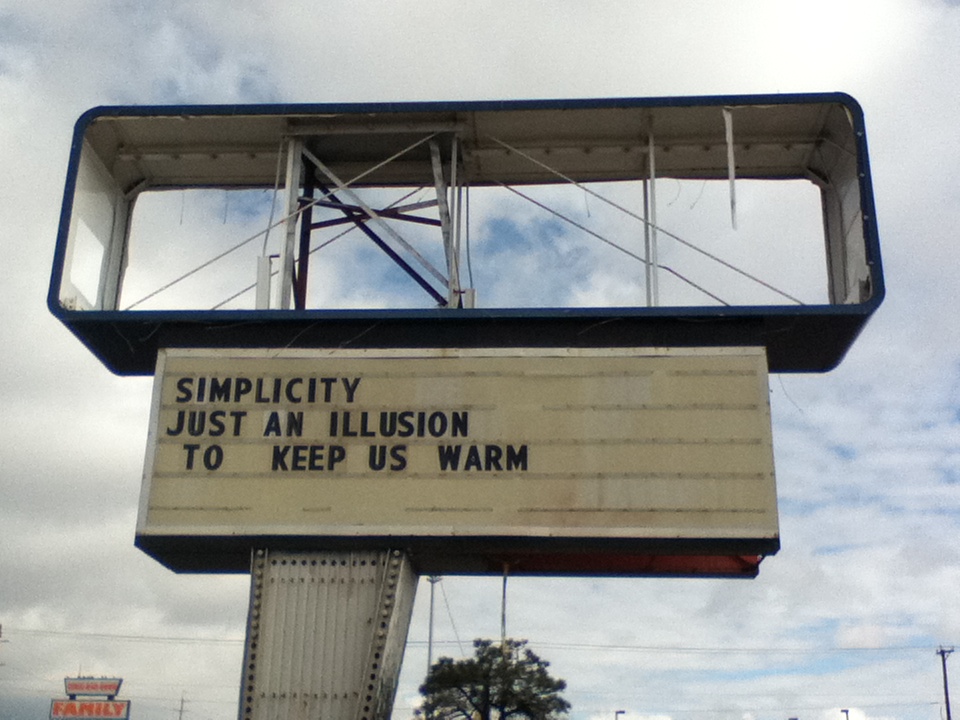 SIMPLICITY
JUST AN ILLUSION
TO KEEP US WARM
FAMILY